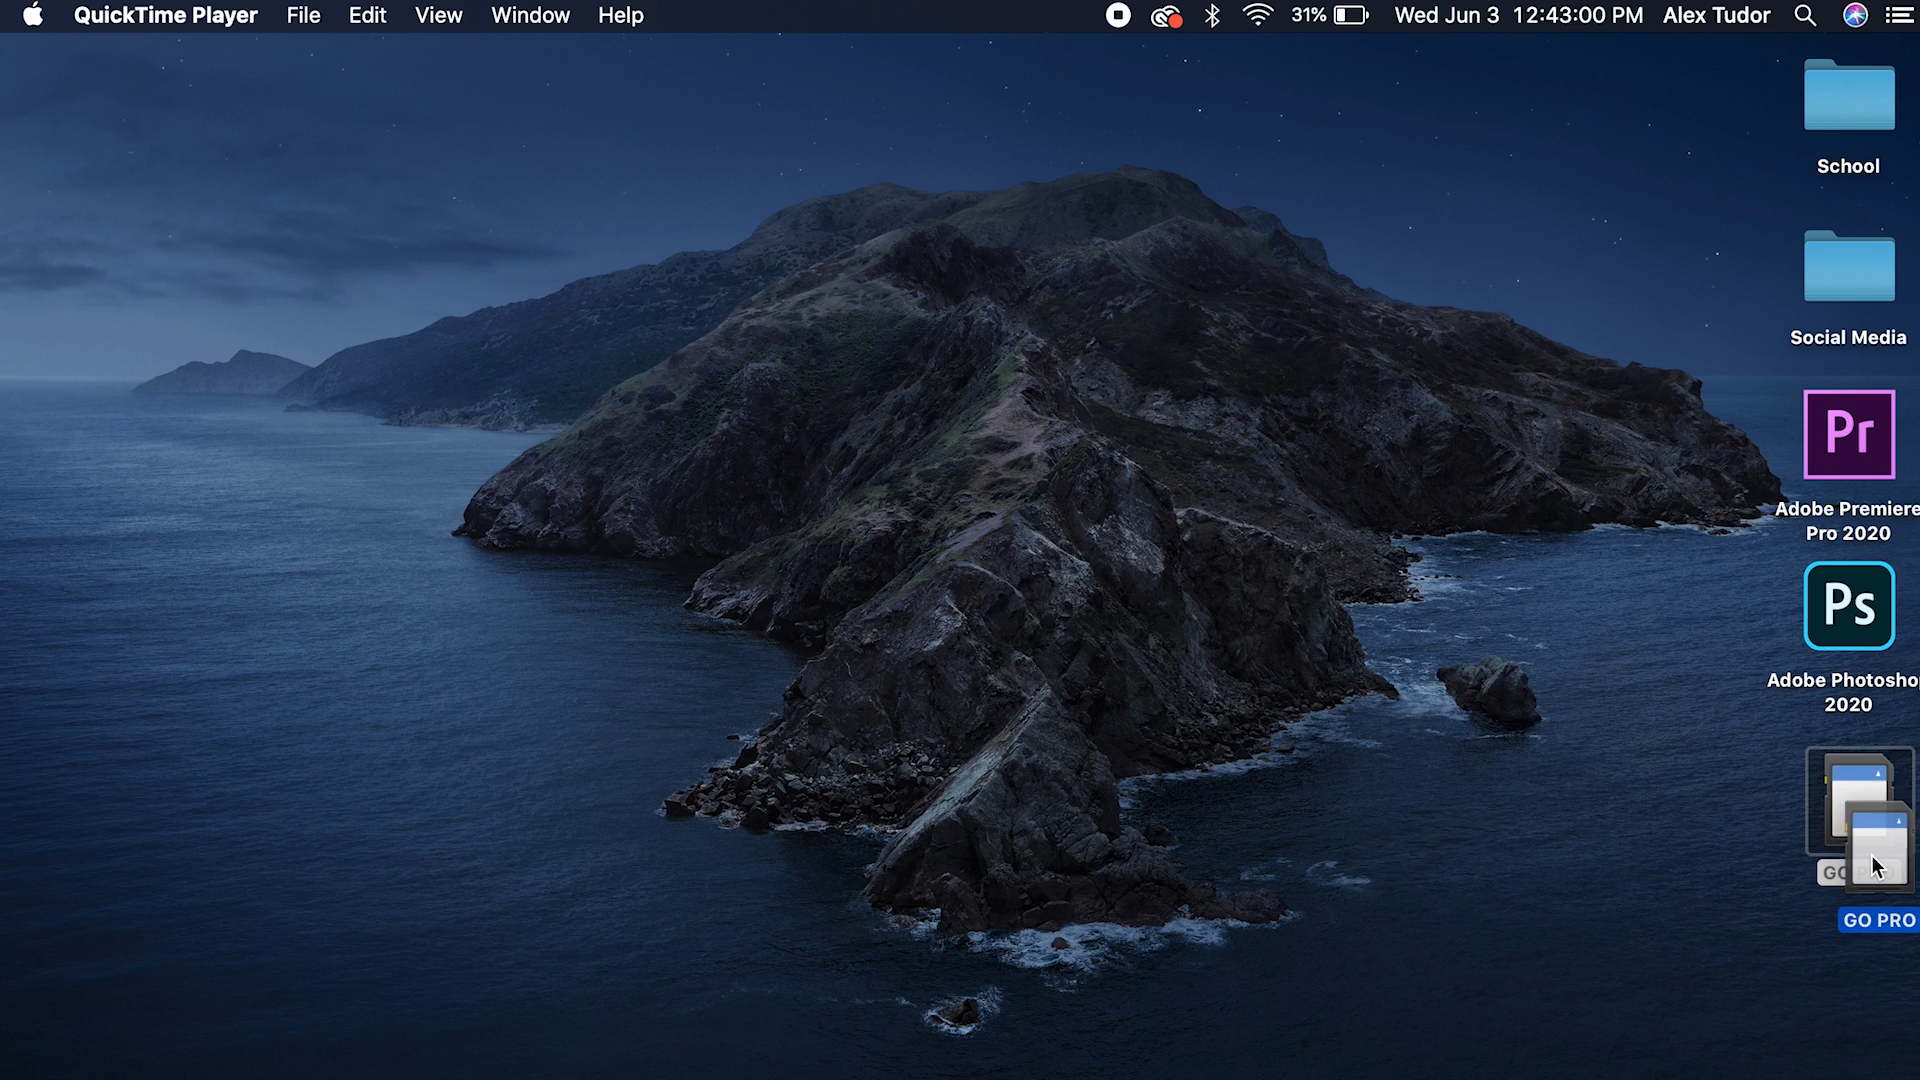 QuickTime Player File Edit View Window Help 31% Wed Jun 3 12:43:00 PM Alex Tudor
School
Social Media
Pr
Adobe Premiere
Pro 2020
Ps
Adobe Photosho
2020
GO
GO PRO